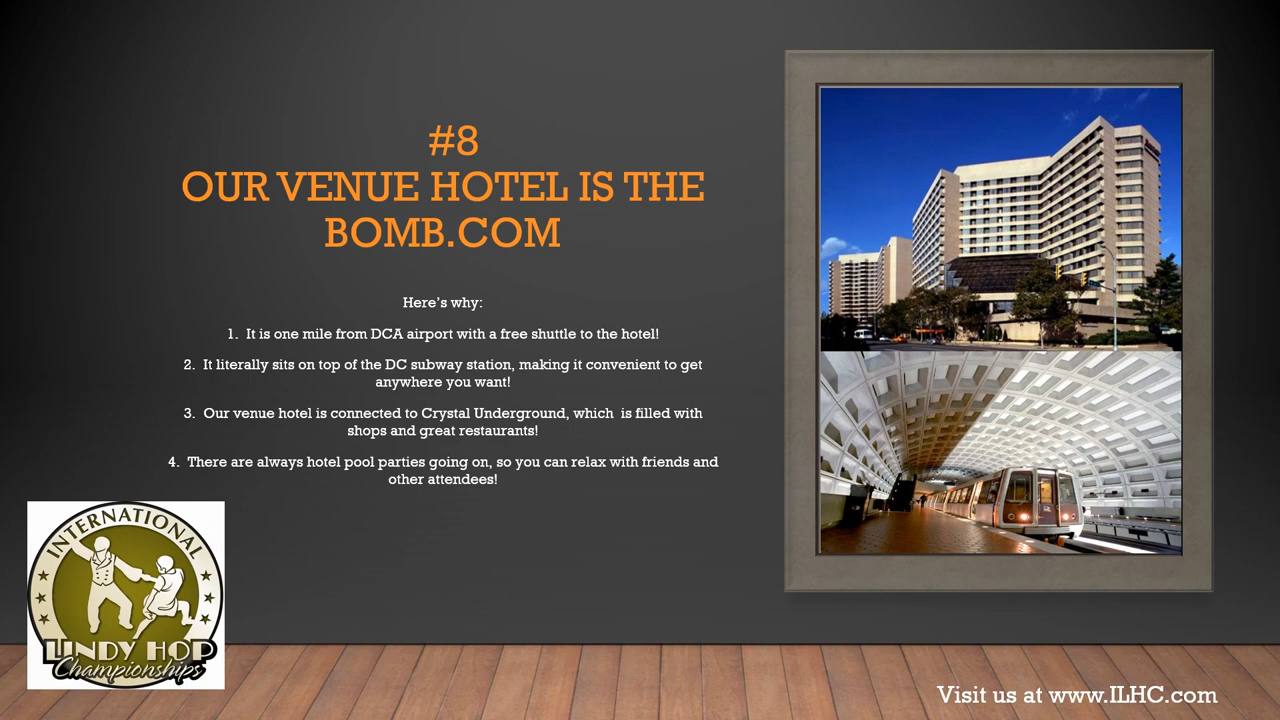 #8
OUR VENUE HOTEL IS THE
BOMB.COM
Here's why:
1. It is one mile from DCA airport with a free shuttle to the hotel!
2. It literally sits on top of the DC subway station, making it convenient to get
anywhere you want!
3. Our venue hotel is connected to Crystal Underground, which is filled with
shops and great restaurants!
4. There are always hotel pool parties going on, so you can relax with friends and
other attendees!
INTERNATIONAL
LINDY HOP
Championships
Visit us at www.ILHC.com